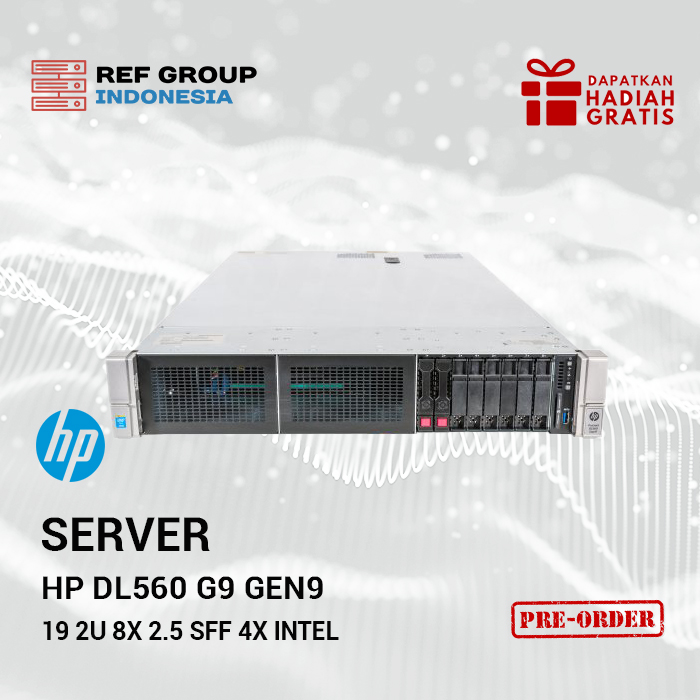 REF GROUP
INDONESIA
DAPATKAN
HADIAH
GRATIS
hp
SERVER
HP DL560 G9 GEN9
19 2U 8X 2.5 SFF 4X INTEL
PRE-ORDER